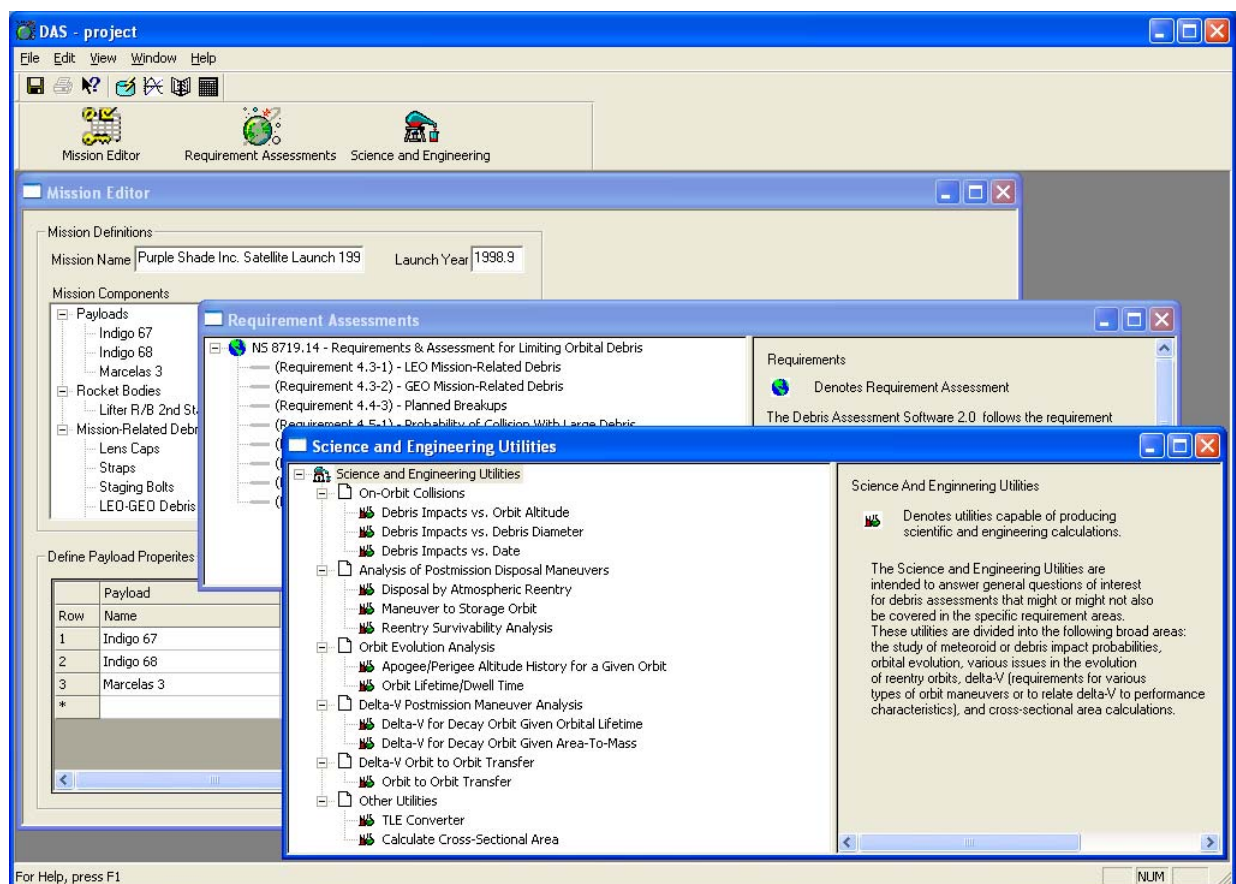 DAS - project
File Edit View Window Help
Mission Editor Requirement Assessments Science and Engineering
Mission Editor
Mission Definitions
Mission Name Purple Shade Inc. Satellite Launch 199 Launch Year 1998.9
Mission Components
Payloads
Indigo 67
Indigo 68
Marcelas 3
Rocket Bodies
Lifter R/B 2nd
Mission-Related
Lens Caps
Straps
Staging Bolts
LEO-GEO Debris
Define Payload Properites
Payload
Row Name
1 Indigo 67
2 Indigo 68
3 Marcelas 3
*
Requirement Assessments
NS 8719.14 - Requirements & Assessment for Limiting Orbital Debris
(Requirement 4.3-1) - LEO Mission-Related Debris
(Requirement 4.3-2) - GEO Mission-Related Debris
(Requirement 4.4-3) - Planned Breakups
(Requirement 4.5-1) - Probability of Collision With Large Debris
Requirements
Denotes Requirement Assessment
The Debris Assessment Software 2.0 follows the requirement
Science and Engineering Utilities
Science and Engineering Utilities
On-Orbit Collisions
Debris Impacts vs. Orbit Altitude
Debris Impacts vs. Debris Diameter
Debris Impacts vs. Date
Analysis of Postmission Disposal Maneuvers
Disposal by Atmospheric Reentry
Maneuver to Storage Orbit
Reentry Survivability Analysis
Orbit Evolution Analysis
Apogee/Perigee Altitude History for a Given Orbit
Orbit Lifetime/Dwell Time
Delta-V Postmission Maneuver Analysis
Delta-V for Decay Orbit Given Orbital Lifetime
Delta-V for Decay Orbit Given Area-To-Mass
Delta-V Orbit to Orbit Transfer
Orbit to Orbit Transfer
Other Utilities
TLE Converter
Calculate Cross-Sectional Area
Science And Enginnering Utilities
Denotes utilities capable of producing
scientific and engineering calculations.
The Science and Engineering Utilities are
intended to answer general questions of interest
for debris assessments that might or might not also
be covered in the specific requirement areas.
These utilities are divided into the following broad areas:
the study of meteoroid or debris impact probabilities,
orbital evolution, various issues in the evolution
of reentry orbits, delta-V (requirements for various
types of orbit maneuvers or to relate delta-V to performance
characteristics), and cross-sectional area calculations.
For Help, press F1
NUM